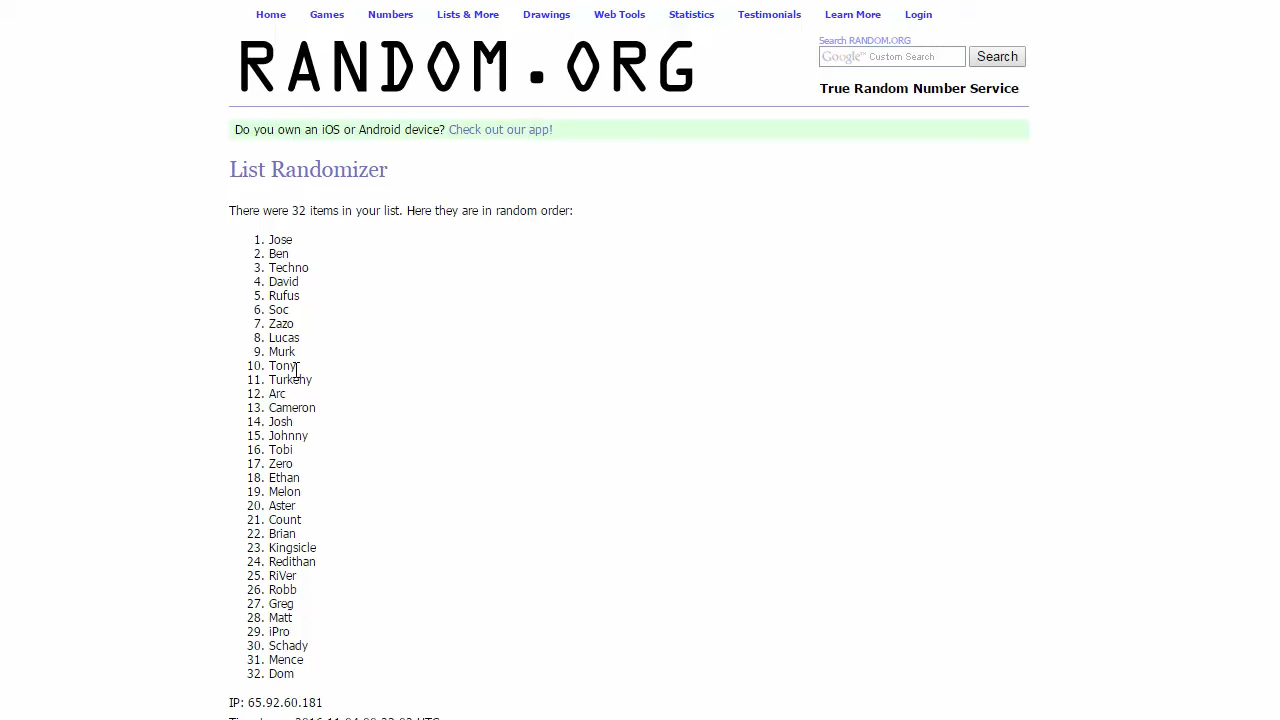 Home Games Numbers Lists & More Drawings Web Tools Statistics Testimonials Learn More Login
RANDOM.ORG
Search RANDOM.ORG
Google™ Custom Search Search
True Random Number Service
Do you own an iOS or Android device? Check out our app!
List Randomizer
There were 32 items in your list. Here they are in random order:
1. Jose
2. Ben
3. Techno
4. David
5. Rufus
6. Soc
7. Zazo
8. Lucas
9. Murk
10. Tony
11. Turkehy
12. Arc
13. Cameron
14. Josh
15. Johnny
16. Tobi
17. Zero
18. Ethan
19. Melon
20. Aster
21. Count
22. Brian
23. Kingsicle
24. Redithan
25. RiVer
26. Robb
27. Greg
28. Matt
29. iPro
30. Schady
31. Mence
32. Dom
IP: 65.92.60.181